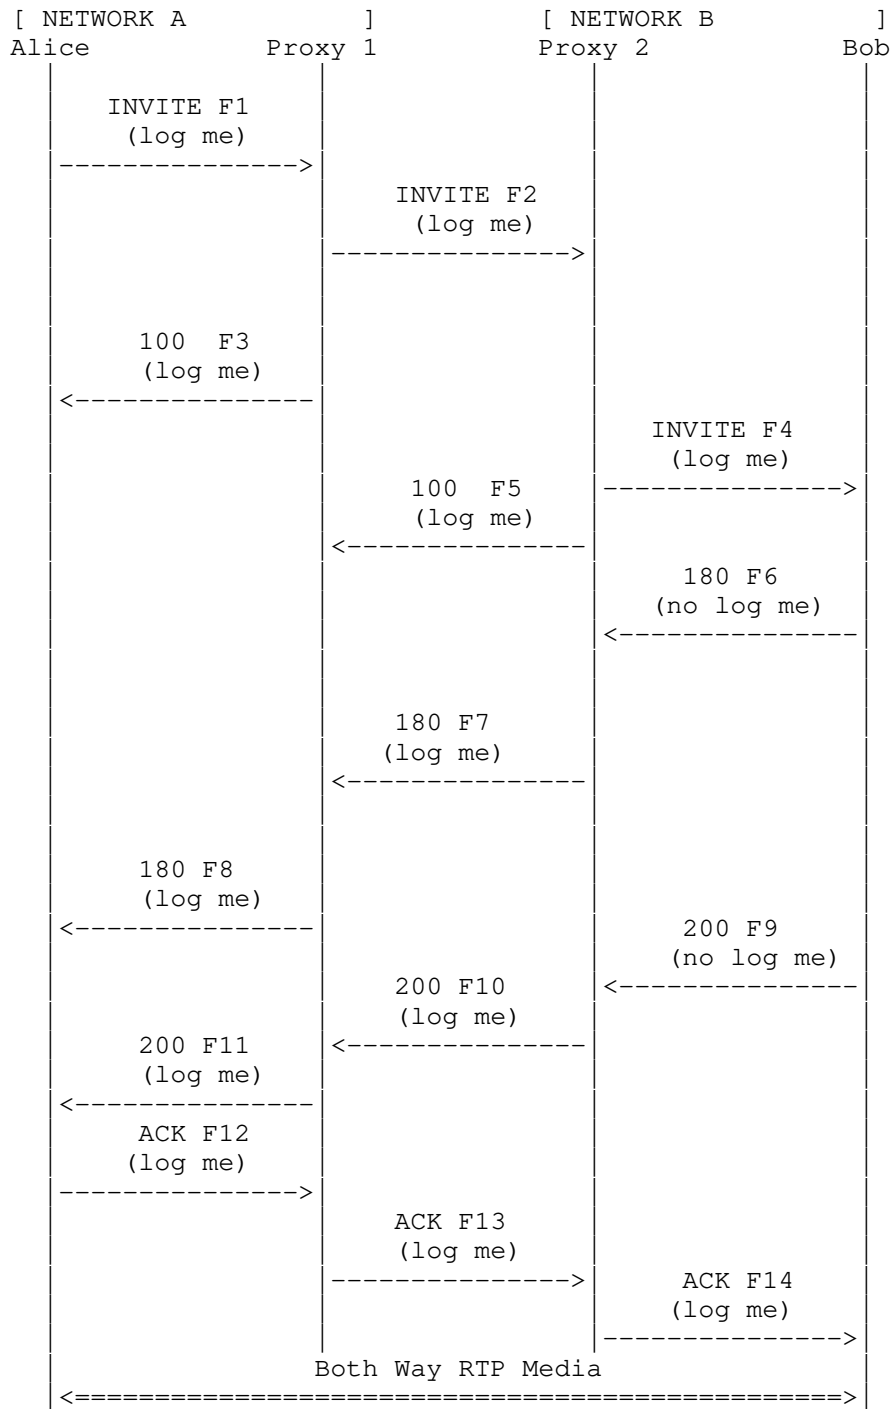 [ NETWORK A ] [ NETWORK B ]
Alice Proxy 1 Proxy 2 Bob
INVITE F1
(log me)
INVITE F2
(log me)
100 F3
(log me)
INVITE F4
(log me)
100 F5
(log me)
180 F6
(no log me)
180 F7
(log me)
180 F8
(log me)
200 F9
(no log me)
200 F10
(log me)
200 F11
(log me)
ACK F12
(log me)
ACK F13
(log me)
ACK F14
(log me)
Both Way RTP Media